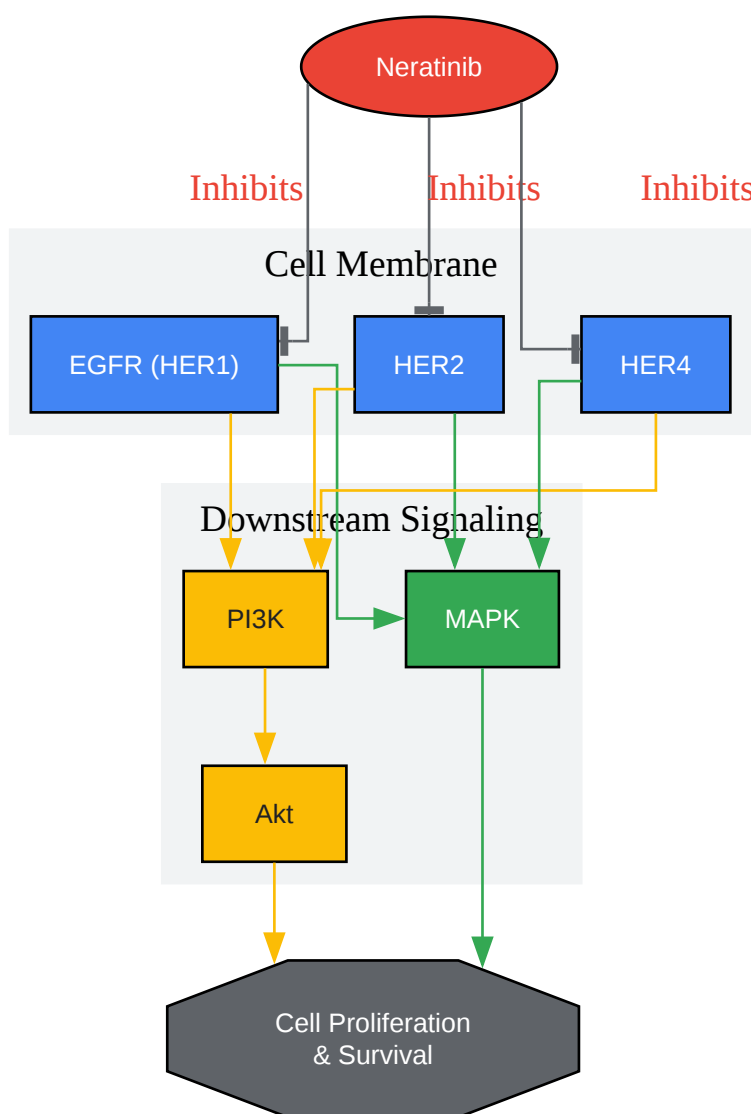 Neratinib
Inhibits Inhibits Inhibits
Cell Membrane
EGFR (HER1) HER2 HER4
Downstream Signaling
PI3K MAPK
Akt
Cell Proliferation
& Survival